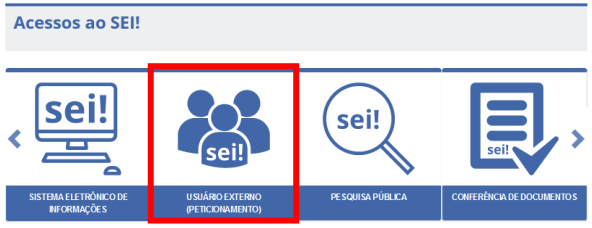 Acessos ao SEI!
sei!
sei!
sei!
sei!
SISTEMA ELETRÔNICO DE
INFORMAÇÕES
USUÁRIO EXTERNO
(PETICIONAMENTO)
PESQUISA PÚBLICA
CONFERÊNCIA DE DOCUMENTOS